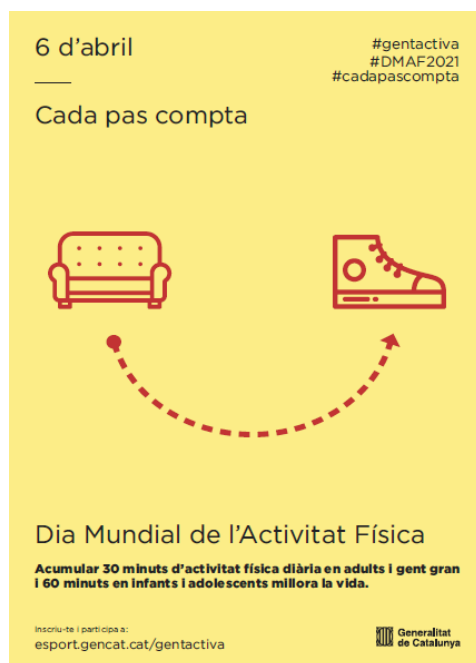 6 d’abril
#gentactiva
#DMAF2021
#cadapascompta
Cada pas compta
Dia Mundial de l’Activitat Física
Acumular 30 minuts d’activitat física diària en adults i gent gran
i 60 minuts en infants i adolescents millora la vida.
Inscriu-te i participa a:
esport.gencat.cat/gentactiva
Generalitat
de Catalunya